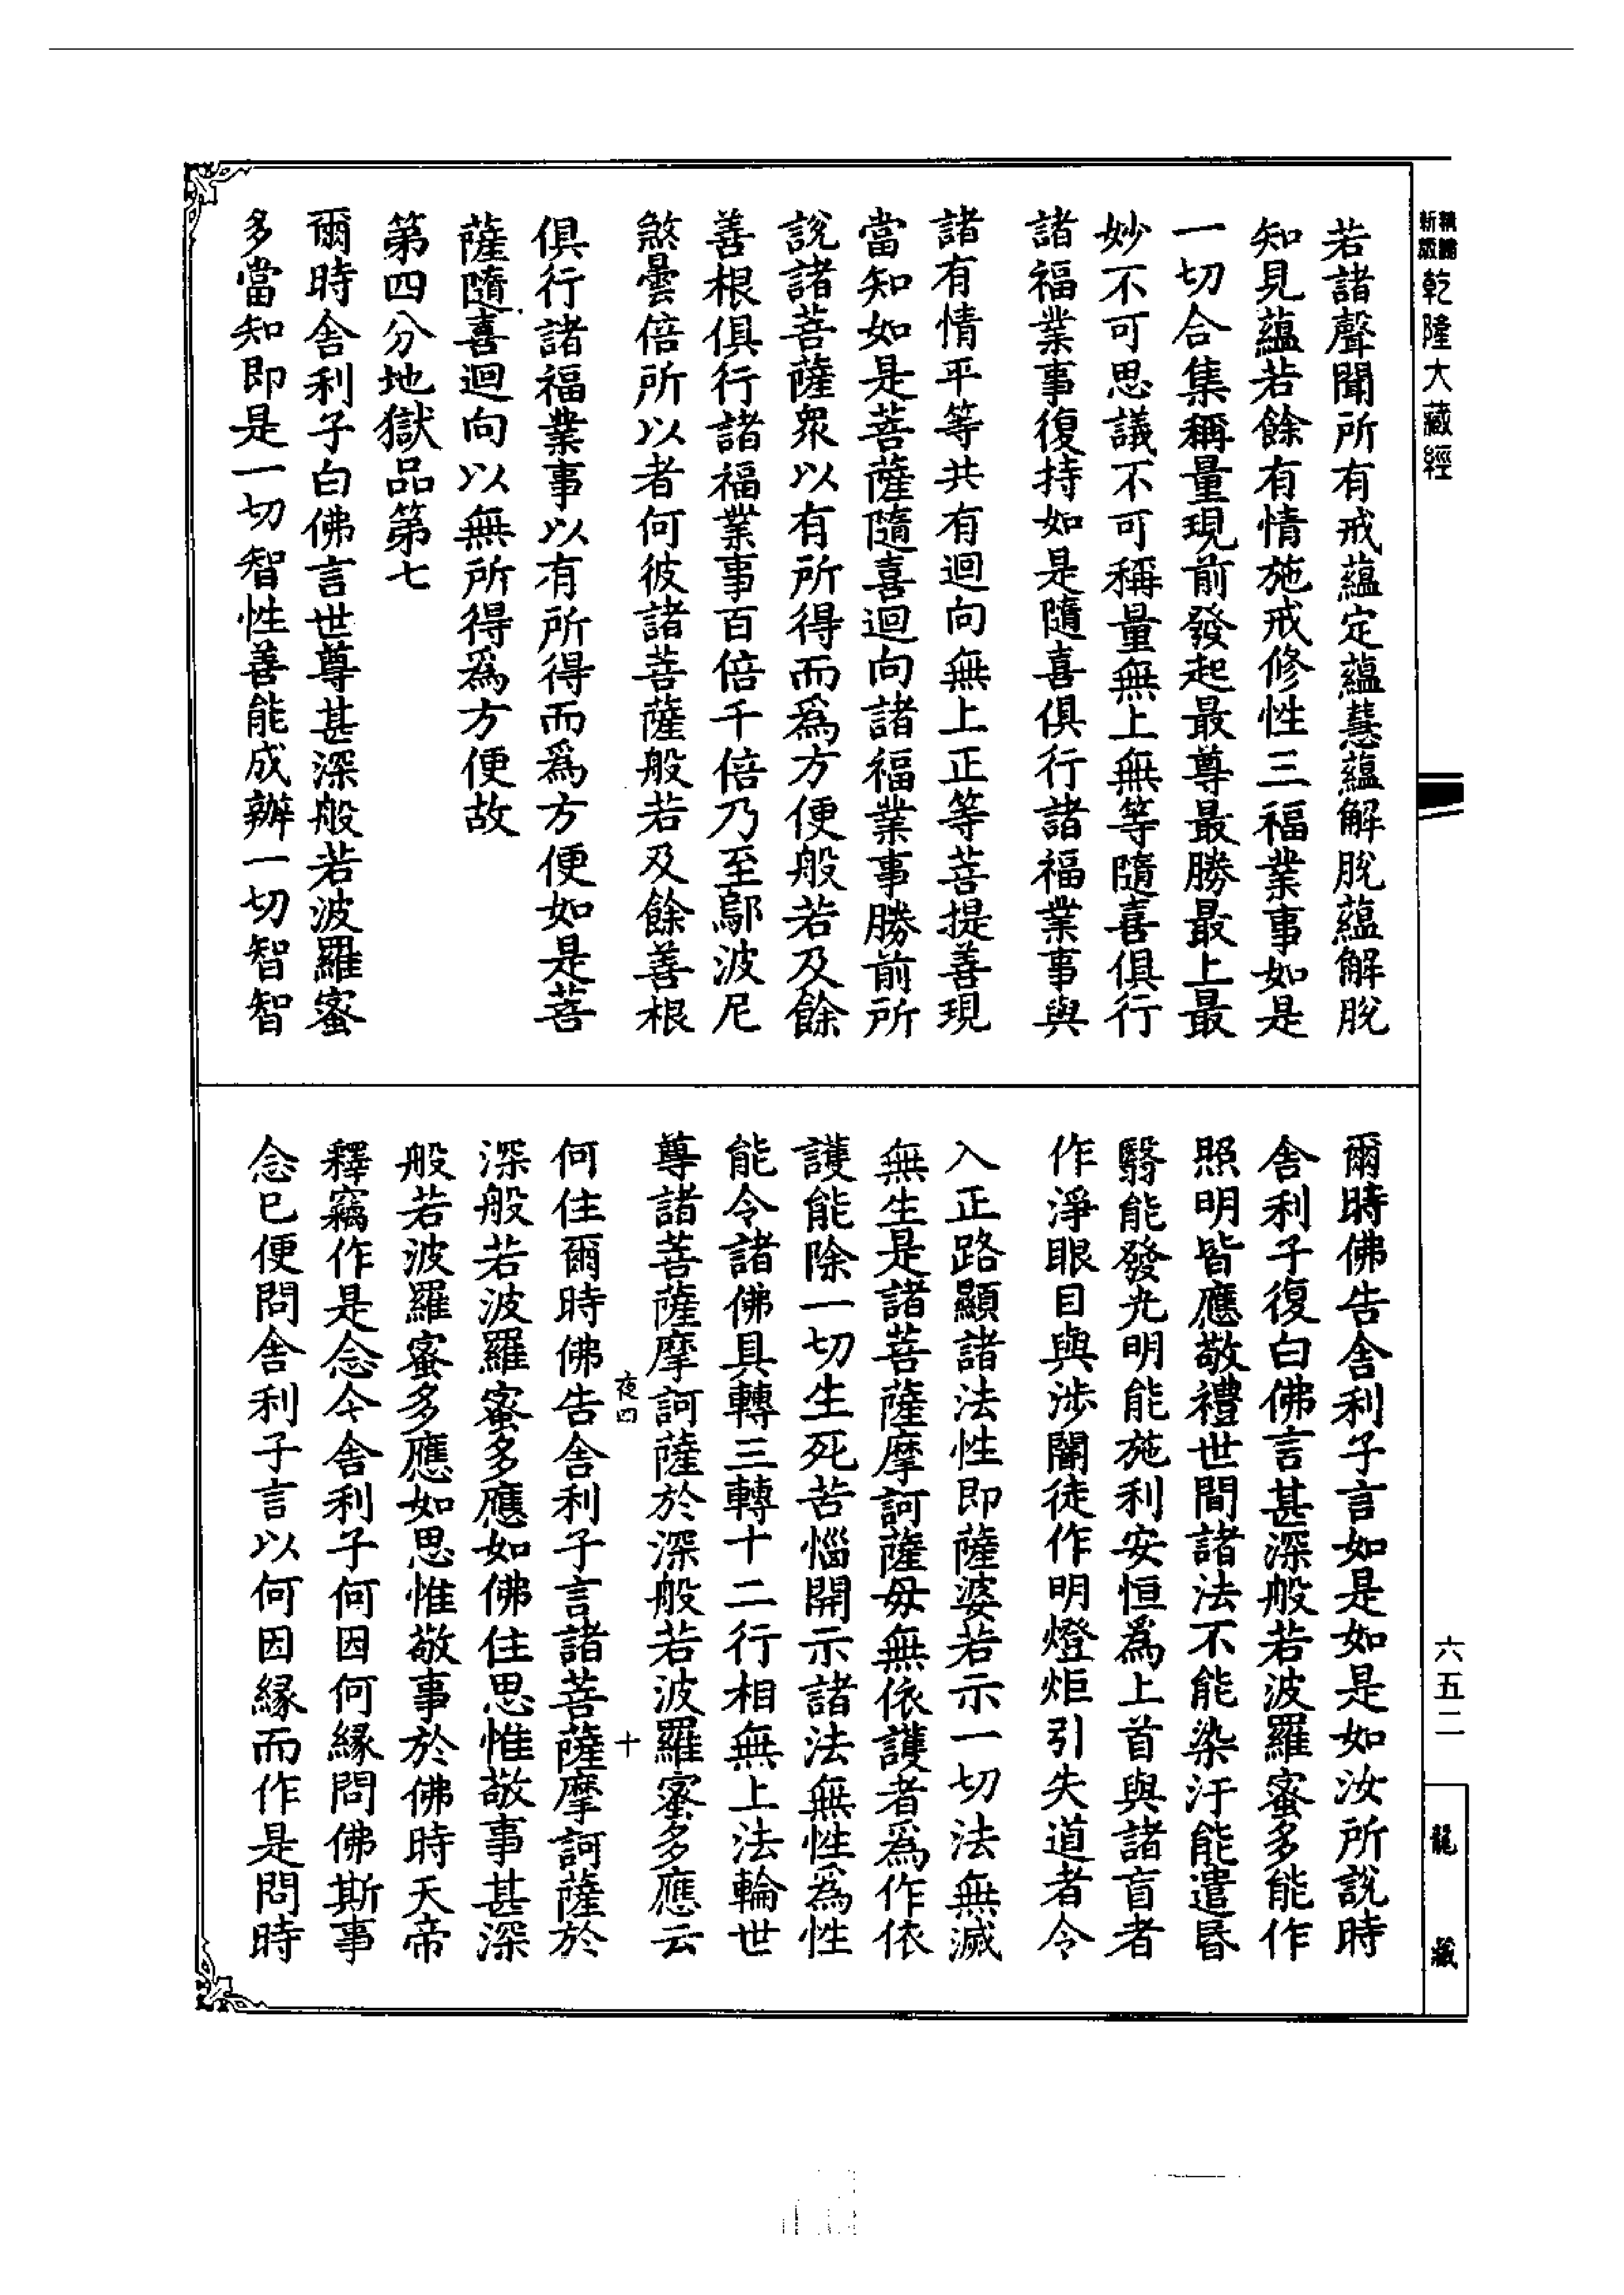 精編
新版
乾隆大藏經
若諸聲聞所有戒蘊定蘊慧蘊解脫蘊解脫
知見蘊若餘有情施戒修性三福業事如是
一切合集稱量現前發起最尊最勝最上最
妙不可思議不可稱量無上無等隨喜俱行
諸福業事復持如是隨喜俱行諸福業事與
諸有情平等共有迴向無上正等菩提善現
當知如是菩薩隨喜迴向諸福業事勝前所
說諸菩薩衆以有所得而爲方便般若及餘
善根俱行諸福業事百倍千倍乃至鄔波尼
煞曇倍所以者何彼諸菩薩般若及餘善根
俱行諸福業事以有所得而爲方便如是菩
薩隨喜迴向以無所得爲方便故
第四分地獄品第七
爾時舍利子白佛言世尊甚深般若波羅蜜
多當知即是一切智性善能成辦一切智智
爾時佛告舍利子言如是如是如汝所說時
舍利子復白佛言甚深般若波羅蜜多能作
照明皆應敬禮世間諸法不能染汙能遣昏
翳能發光明能施利安恒爲上首與諸盲者
作淨眼目與涉闇徒作明燈炬引失道者令
入正路顯諸法性即薩婆若示一切法無滅
無生是諸菩薩摩訶薩母無依護者爲作依
護能除一切生死苦惱開示諸法無性爲性
能令諸佛具轉三轉十二行相無上法輪世
尊諸菩薩摩訶薩於深般若波羅蜜多應云
夜四 十
何住爾時佛告舍利子言諸菩薩摩訶薩於
深般若波羅蜜多應如佛住思惟敬事甚深
般若波羅蜜多應如思惟敬事於佛時天帝
釋竊作是念今舍利子何因何緣問佛斯事
念已便問舍利子言以何因緣而作是問時
六五二
龍藏